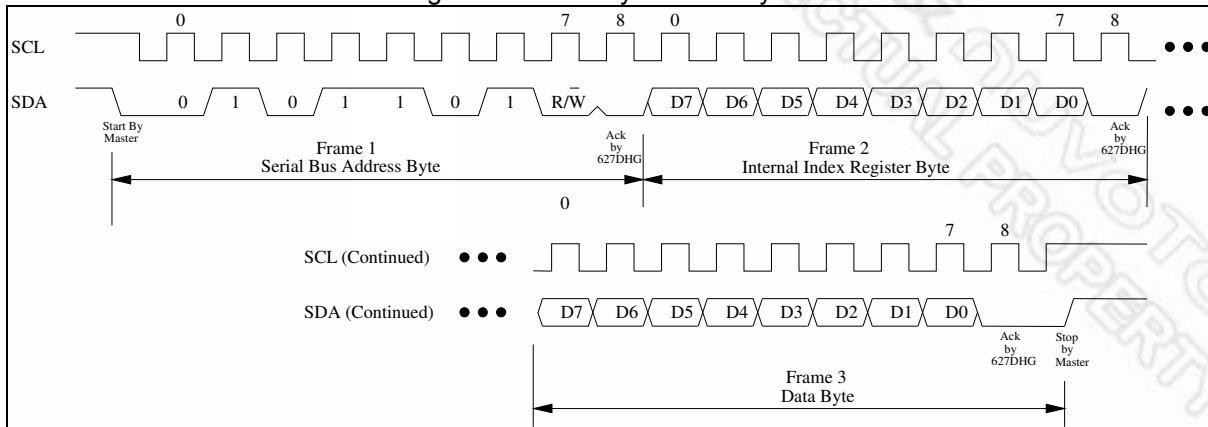 0 7 8 0 7 8
SCL
SDA 0 1 0 1 1 0 1 R/W̅ D7 D6 D5 D4 D3 D2 D1 D0
Start By
Master
Ack
by
627DHG
Ack
by
627DHG
Frame 1
Serial Bus Address Byte
Frame 2
Internal Index Register Byte
0
7 8
SCL (Continued)
SDA (Continued) D7 D6 D5 D4 D3 D2 D1 D0
Ack
by
627DHG
Stop
by
Master
Frame 3
Data Byte